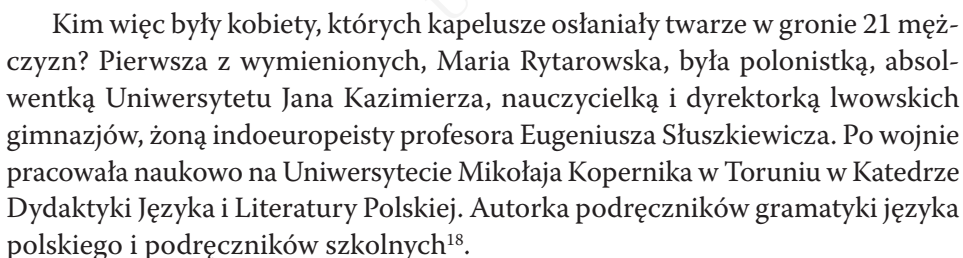 Kim więc były kobiety, których kapelusze osłaniały twarze w gronie 21 męż-
czyzn? Pierwsza z wymienionych, Maria Rytarowska, była polonistką, absol-
wentką Uniwersytetu Jana Kazimierza, nauczycielką i dyrektorką lwowskich
gimnazjów, żoną indoeuropeisty profesora Eugeniusza Słuszkiewicza. Po wojnie
pracowała naukowo na Uniwersytecie Mikołaja Kopernika w Toruniu w Katedrze
Dydaktyki Języka i Literatury Polskiej. Autorka podręczników gramatyki języka
polskiego i podręczników szkolnych¹⁸.